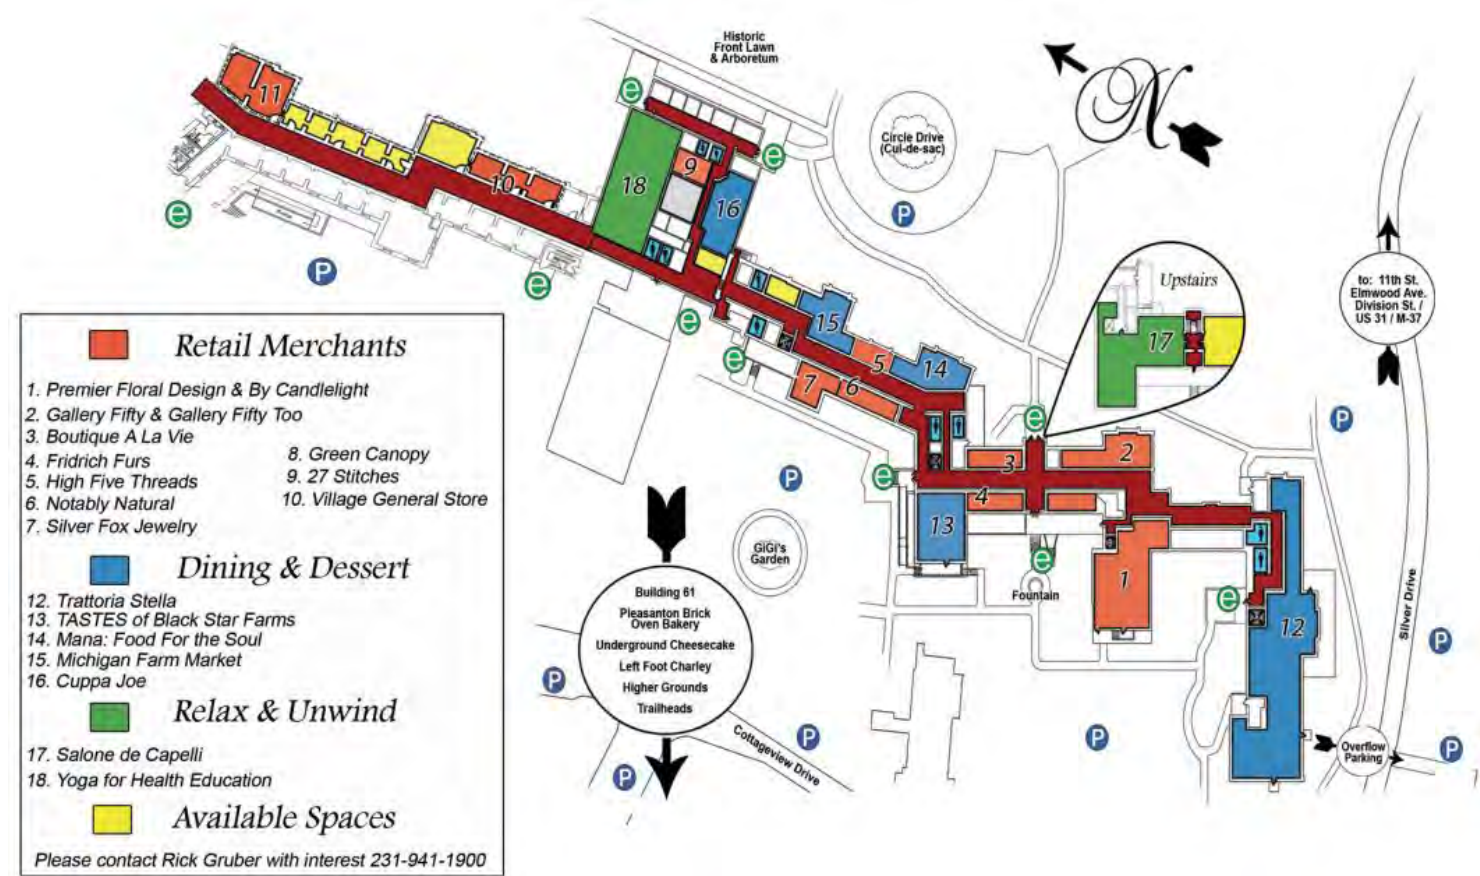 Historic
Front Lawn
& Arboretum
N
Circle Drive
(Cul-de-sac)
11
10
18
9
16
e
e
e
e
e
e
e
e
e
e
P
P
P
P
P
P
P
P
P
P
15
5
14
7
6
3
2
4
13
1
12
Upstairs
17
to: 11th St.
Elmwood Ave.
Division St. /
US 31 / M-37
Silver Drive
GiGi's
Garden
Fountain
Building 61
Pleasanton Brick
Oven Bakery
Underground Cheesecake
Left Foot Charley
Higher Grounds
Trailheads
Cottageview Drive
Overflow
Parking
Retail Merchants
1. Premier Floral Design & By Candlelight
2. Gallery Fifty & Gallery Fifty Too
3. Boutique A La Vie
4. Fridrich Furs
5. High Five Threads
6. Notably Natural
7. Silver Fox Jewelry
8. Green Canopy
9. 27 Stitches
10. Village General Store
Dining & Dessert
12. Trattoria Stella
13. TASTES of Black Star Farms
14. Mana: Food For the Soul
15. Michigan Farm Market
16. Cuppa Joe
Relax & Unwind
17. Salone de Capelli
18. Yoga for Health Education
Available Spaces
Please contact Rick Gruber with interest 231-941-1900